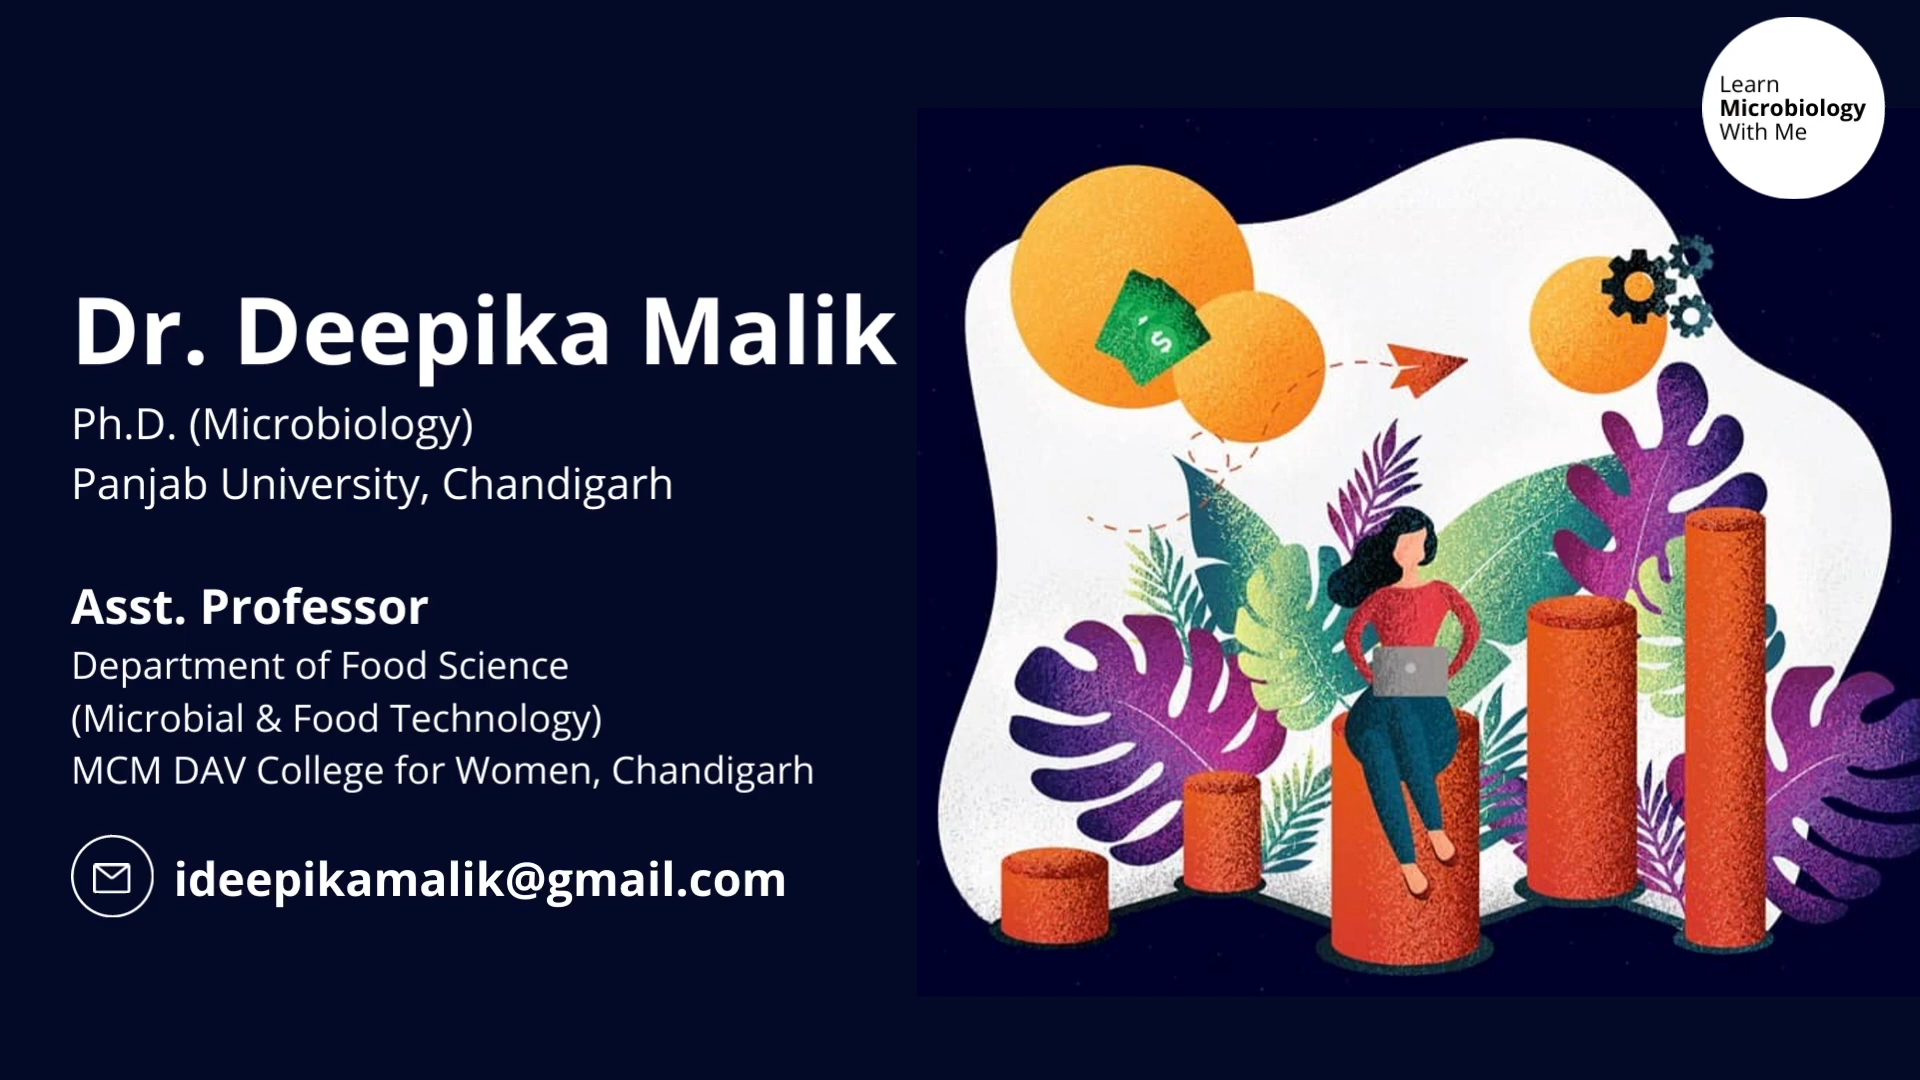 Learn
Microbiology
With Me
Dr. Deepika Malik
Ph.D. (Microbiology)
Panjab University, Chandigarh
Asst. Professor
Department of Food Science
(Microbial & Food Technology)
MCM DAV College for Women, Chandigarh
ideepikamalik@gmail.com
$